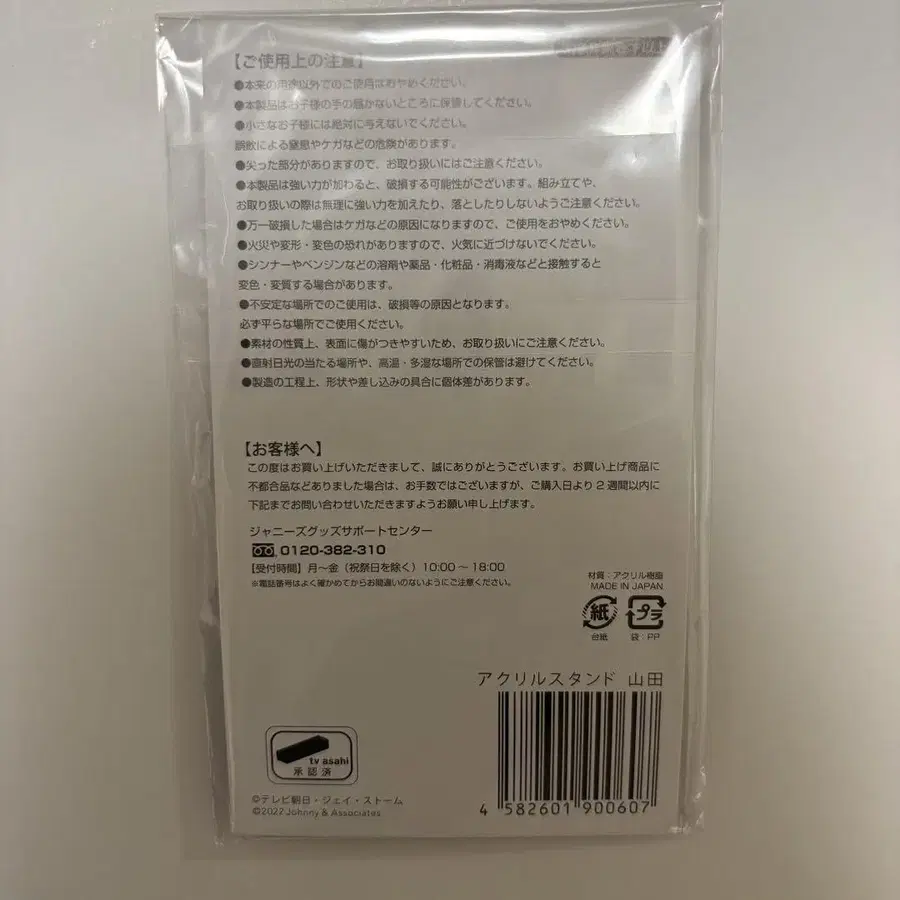 【ご使用上の注意】
●本来の用途以外でのご使用はおやめください。
●本製品はお子様の手の届かないところに保管してください。
●小さなお子様には絶対に与えないでください。
誤飲による窒息やケガなどの危険があります。
●尖った部分がありますので、お取り扱いにはご注意ください。
●本製品は強い力が加わると、破損する可能性がございます。組み立てや、
お取り扱いの際は無理に強い力を加えたり、落としたりしないようご注意ください。
●万一破損した場合はケガなどの原因になりますので、ご使用をおやめください。
●火災や変形・変色の恐れがありますので、火気に近づけないでください。
●シンナーやベンジンなどの溶剤や薬品・化粧品・消毒液などと接触すると
変色・変質する場合があります。
●不安定な場所でのご使用は、破損等の原因となります。
必ず平らな場所でご使用ください。
●素材の性質上、表面に傷がつきやすいため、お取り扱いにご注意ください。
●直射日光の当たる場所や、高温・多湿な場所での保管は避けてください。
●製造の工程上、形状や差し込みの具合に個体差があります。
【お客様へ】
この度はお買い上げいただきまして、誠にありがとうございます。お買い上げ商品に
不都合品などありました場合は、お手数ではございますが、ご購入日より2週間以内に
下記までお問い合わせいただきますようお願い申し上げます。
ジャニーズグッズサポートセンター
0120-382-310
【受付時間】月〜金（祝祭日を除く）10:00〜18:00
※電話番号はよく確かめてからお間違いのないようにご注意ください。
材質：アクリル樹脂
MADE IN JAPAN
紙 プラ
台紙 袋：PP
アクリルスタンド 山田
4 582601 900607
tv asahi
承認済
©テレビ朝日・ジェイ・ストーム
©2022 Johnny & Associates